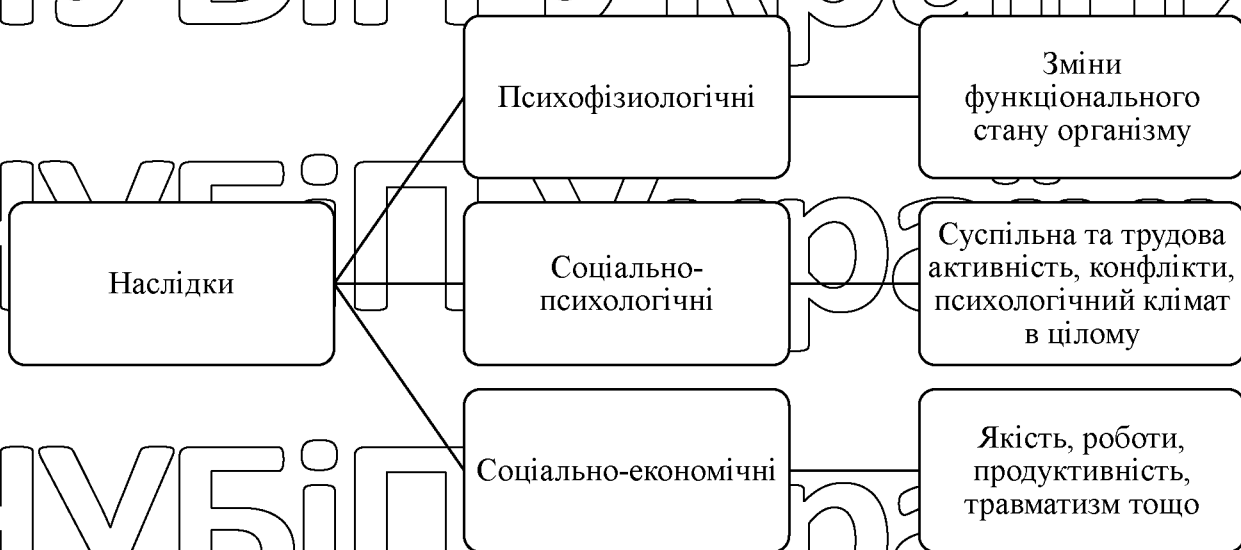 Психофізиологічні
Зміни
функціонального
стану організму
Наслідки
Соціально-
психологічні
Суспільна та трудова
активність, конфлікти,
психологічний клімат
в цілому
Соціально-економічні
Якість, роботи,
продуктивність,
травматизм тощо